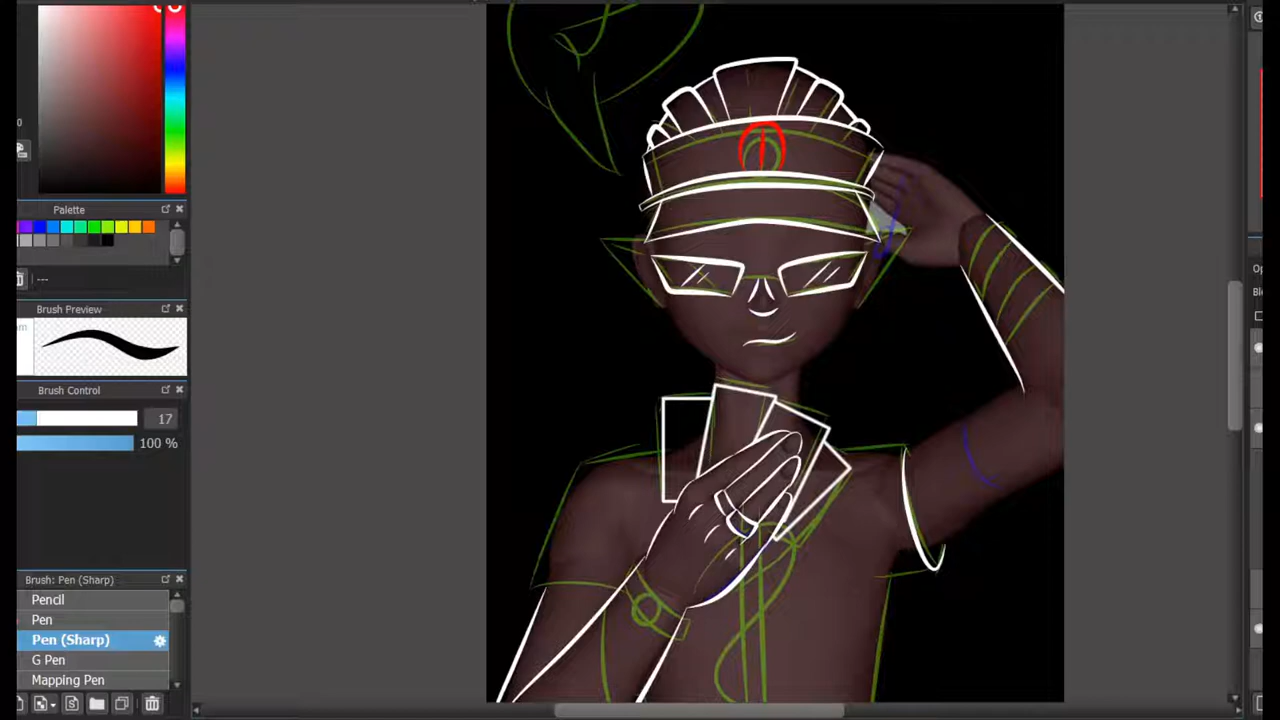 Palette
---
Brush Preview
Brush Control
17
100 %
Brush: Pen (Sharp)
Pencil
Pen
Pen (Sharp)
G Pen
Mapping Pen